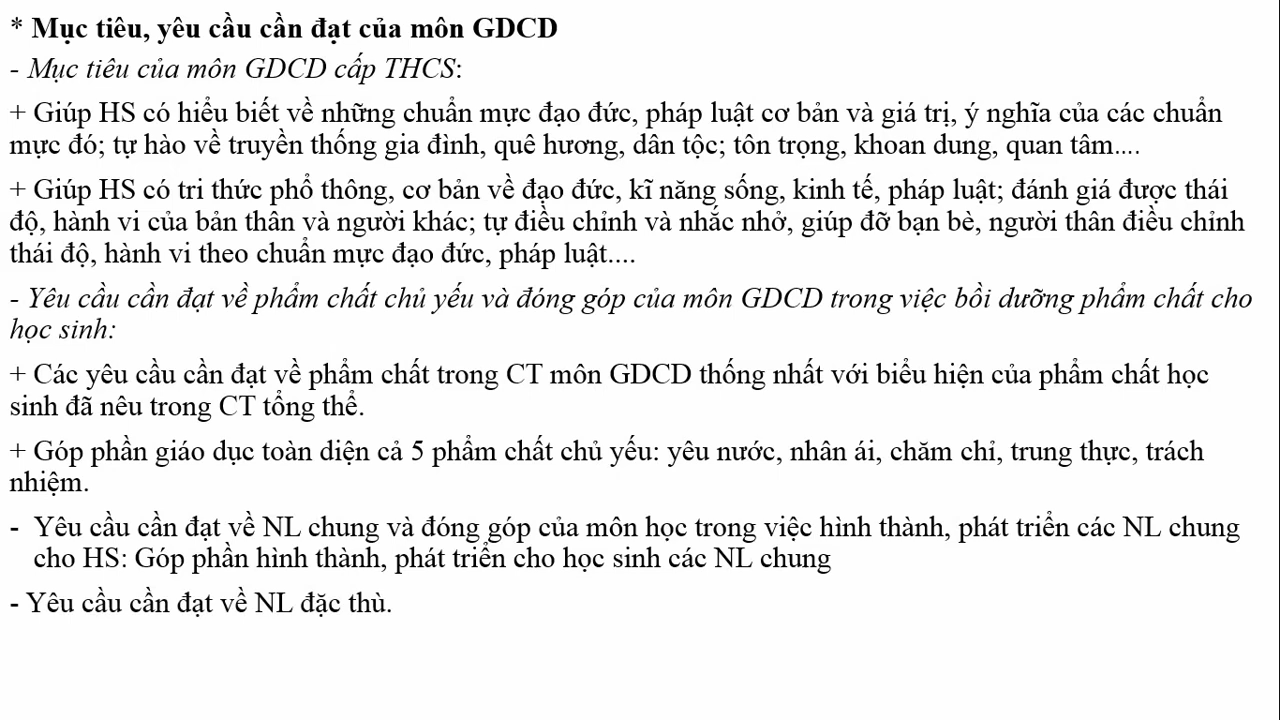 * Mục tiêu, yêu cầu cần đạt của môn GDCD
- Mục tiêu của môn GDCD cấp THCS:
+ Giúp HS có hiểu biết về những chuẩn mực đạo đức, pháp luật cơ bản và giá trị, ý nghĩa của các chuẩn
mực đó; tự hào về truyền thống gia đình, quê hương, dân tộc; tôn trọng, khoan dung, quan tâm....
+ Giúp HS có tri thức phổ thông, cơ bản về đạo đức, kĩ năng sống, kinh tế, pháp luật; đánh giá được thái
độ, hành vi của bản thân và người khác; tự điều chỉnh và nhắc nhở, giúp đỡ bạn bè, người thân điều chỉnh
thái độ, hành vi theo chuẩn mực đạo đức, pháp luật....
- Yêu cầu cần đạt về phẩm chất chủ yếu và đóng góp của môn GDCD trong việc bồi dưỡng phẩm chất cho
học sinh:
+ Các yêu cầu cần đạt về phẩm chất trong CT môn GDCD thống nhất với biểu hiện của phẩm chất học
sinh đã nêu trong CT tổng thể.
+ Góp phần giáo dục toàn diện cả 5 phẩm chất chủ yếu: yêu nước, nhân ái, chăm chỉ, trung thực, trách
nhiệm.
- Yêu cầu cần đạt về NL chung và đóng góp của môn học trong việc hình thành, phát triển các NL chung
cho HS: Góp phần hình thành, phát triển cho học sinh các NL chung
- Yêu cầu cần đạt về NL đặc thù.